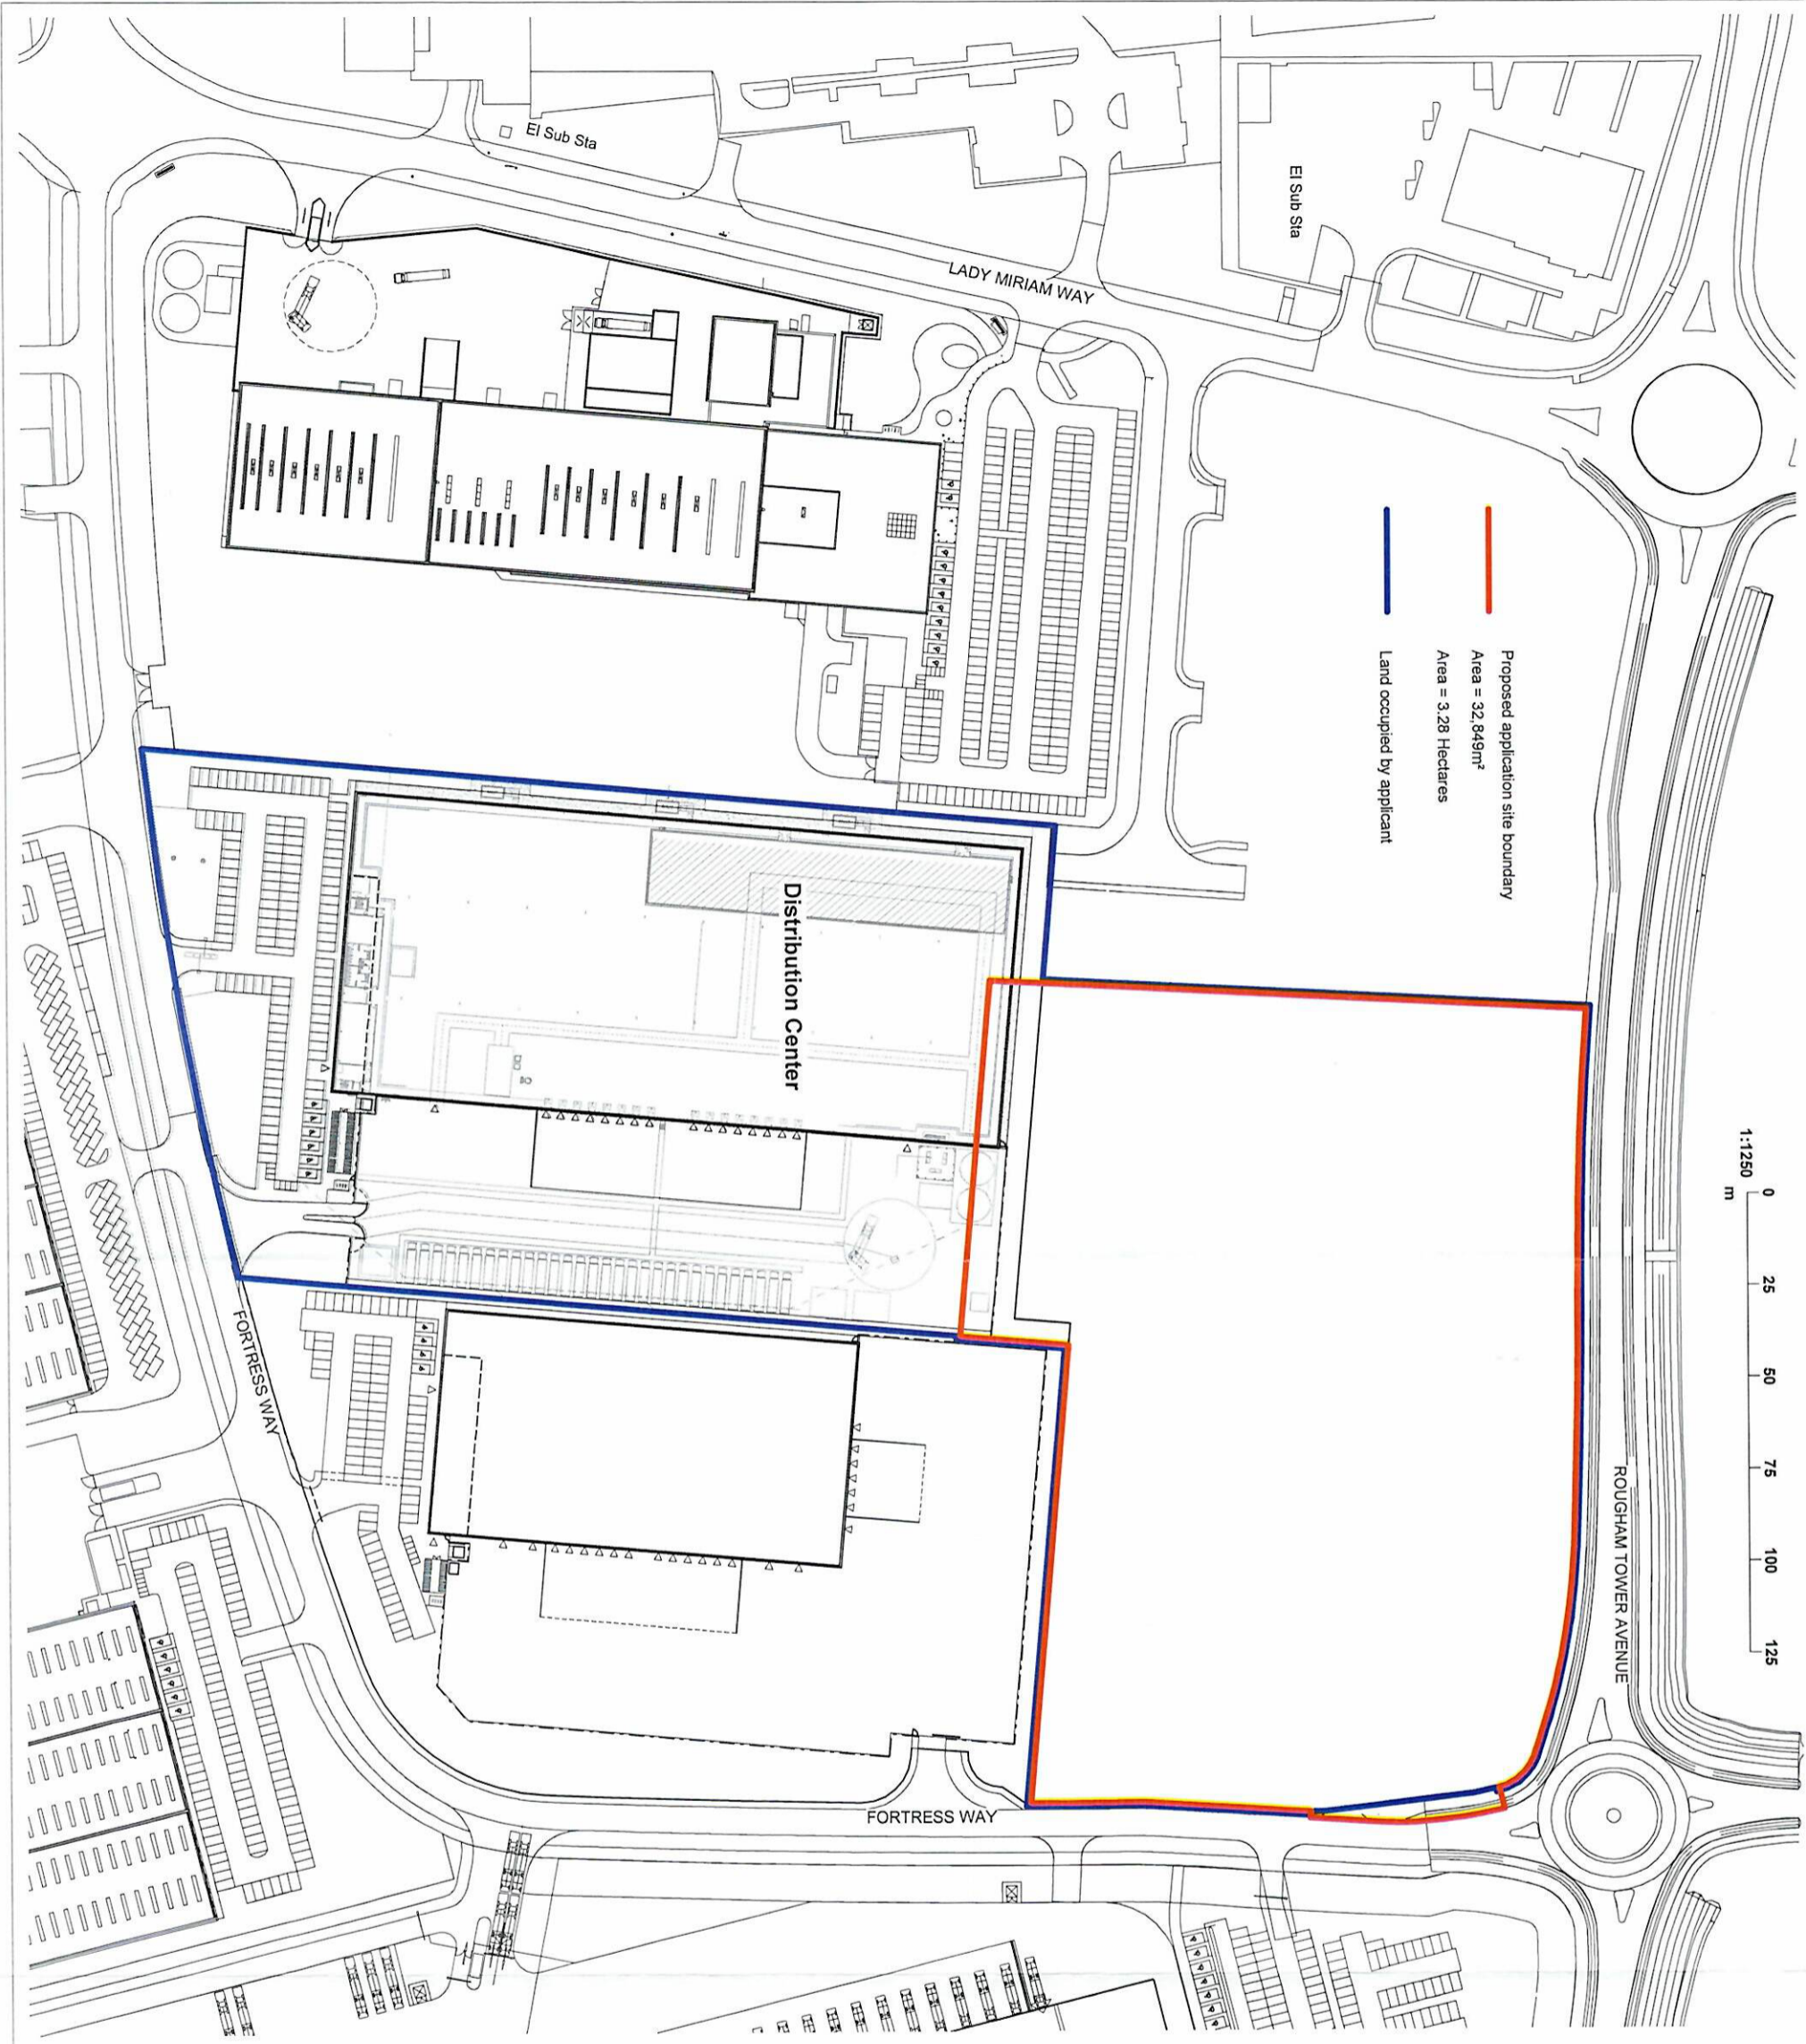 El Sub Sta
El Sub Sta
LADY MIRIAM WAY
Proposed application site boundary
Area = 32,849m²
Area = 3.28 Hectares
Land occupied by applicant
1:1250
m
0 25 50 75 100 125
ROUGHAM TOWER AVENUE
Distribution Center
FORTRESS WAY
FORTRESS WAY